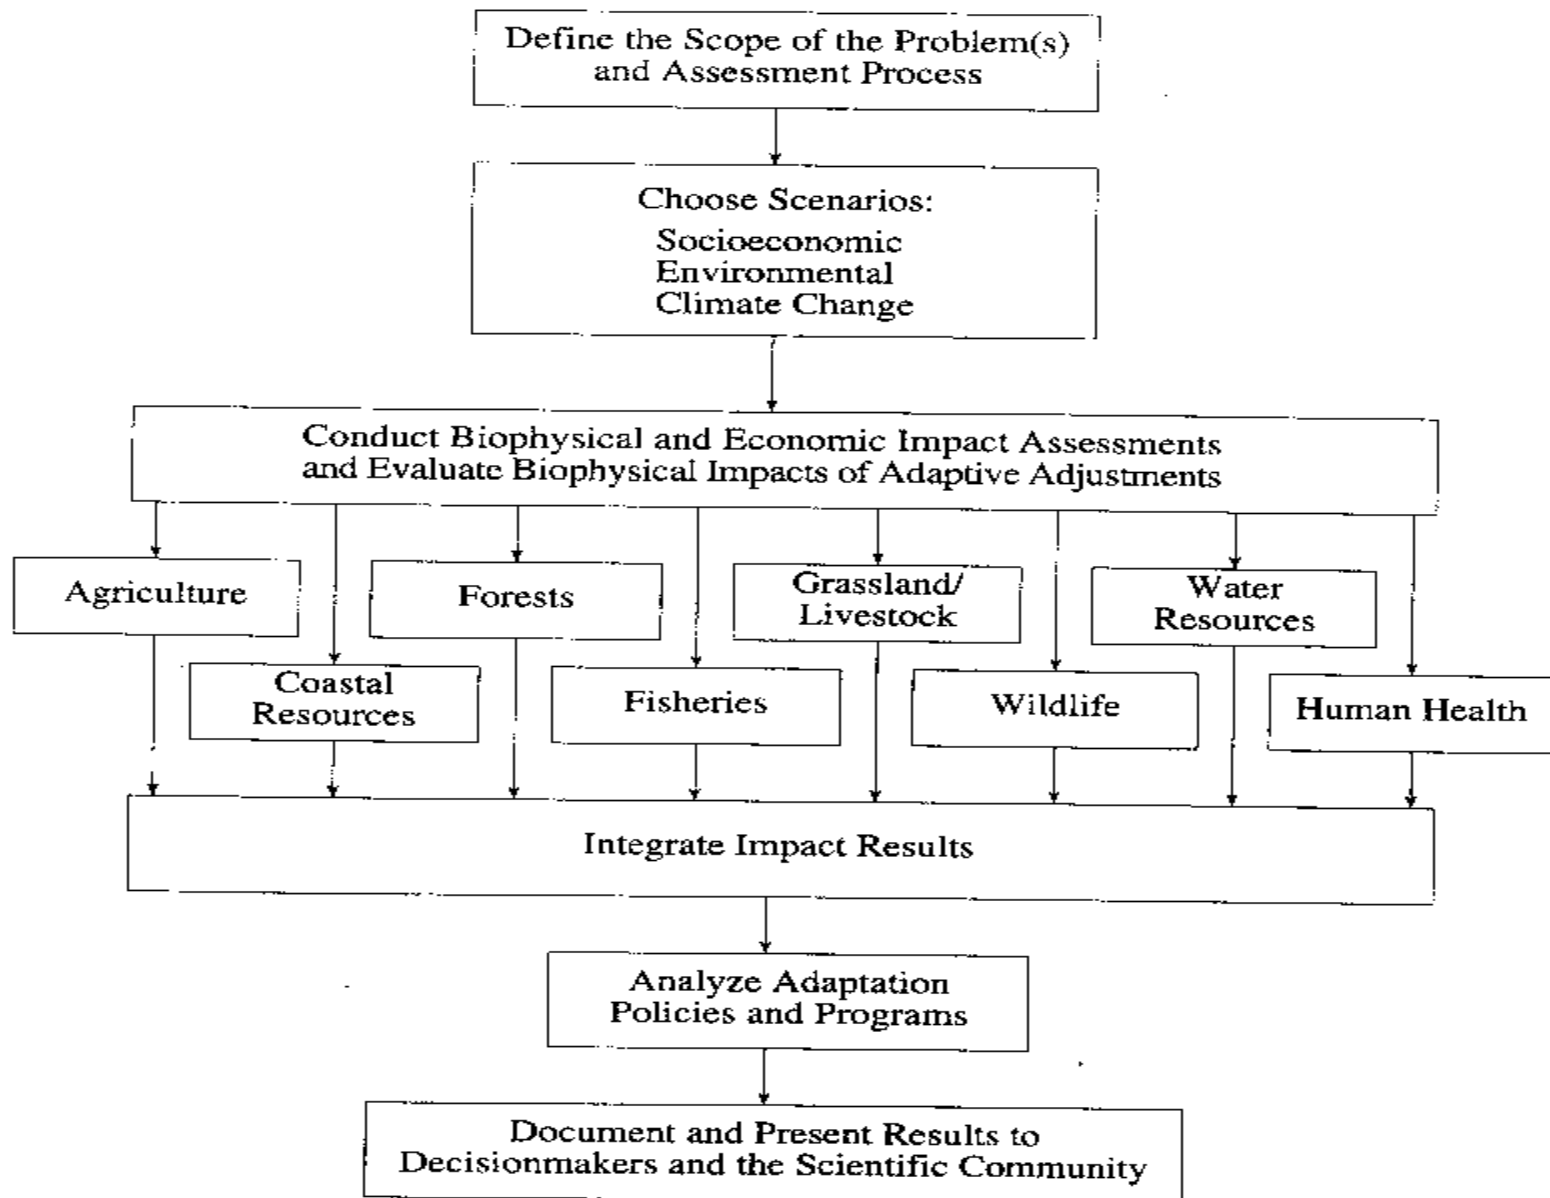 Define the Scope of the Problem(s)
and Assessment Process
Choose Scenarios:
Socioeconomic
Environmental
Climate Change
Conduct Biophysical and Economic Impact Assessments
and Evaluate Biophysical Impacts of Adaptive Adjustments
Agriculture
Forests
Grassland/
Livestock
Water
Resources
Coastal
Resources
Fisheries
Wildlife
Human Health
Integrate Impact Results
Analyze Adaptation
Policies and Programs
Document and Present Results to
Decisionmakers and the Scientific Community